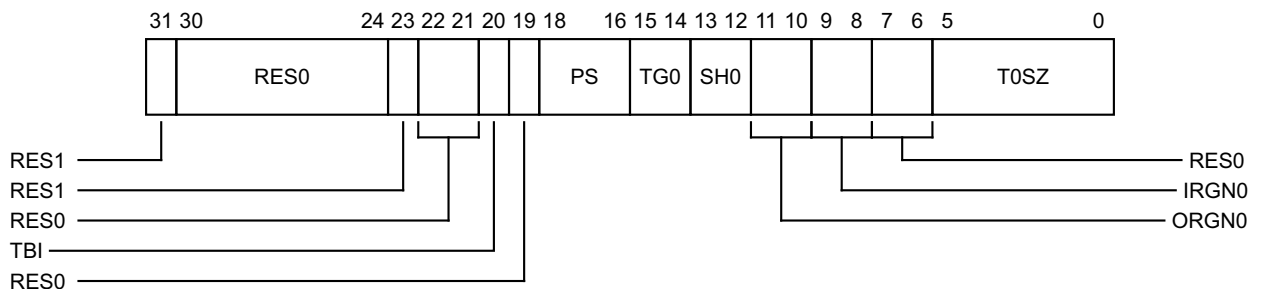 31 30 24 23 22 21 20 19 18 16 15 14 13 12 11 10 9 8 7 6 5 0
RES0 PS TG0 SH0 T0SZ
RES1 RES0
RES1 IRGN0
RES0 ORGN0
TBI
RES0